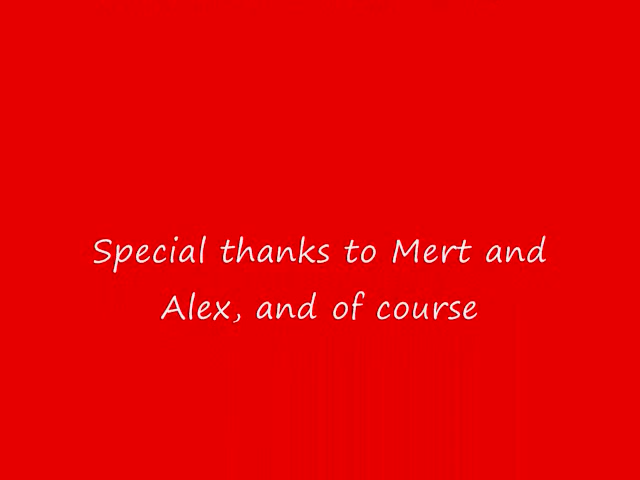 Special thanks to Mert and
Alex, and of course